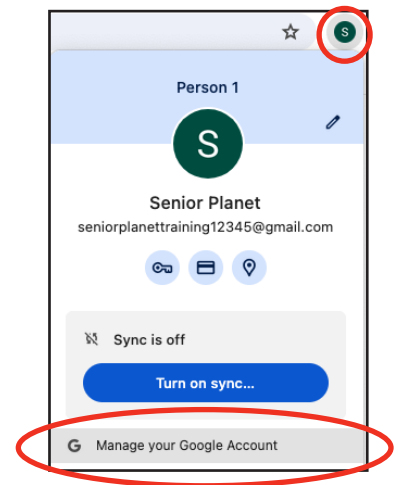 S
Person 1
S
Senior Planet
seniorplanettraining12345@gmail.com
Sync is off
Turn on sync...
G Manage your Google Account